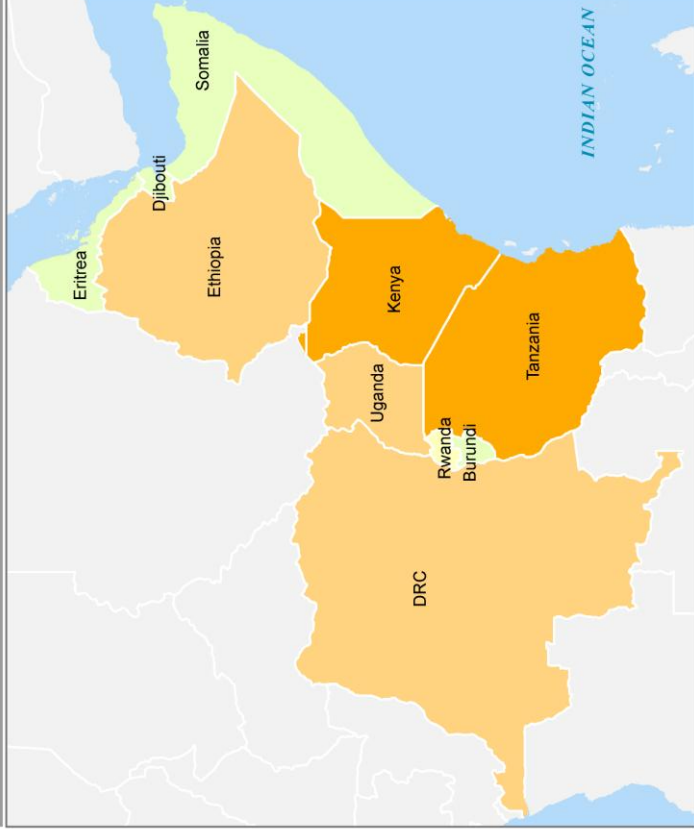 Eritrea
Djibouti
Somalia
Ethiopia
Uganda
Kenya
Rwanda
Burundi
DRC
Tanzania
INDIAN OCEAN